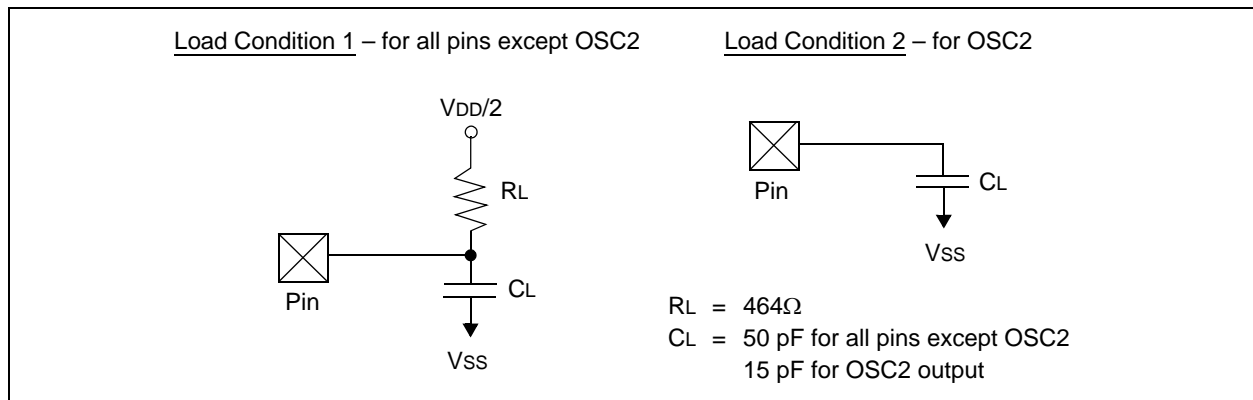 Load Condition 1 – for all pins except OSC2
VDD/2
RL
Pin
CL
VSS
Load Condition 2 – for OSC2
Pin
CL
VSS
RL = 464Ω
CL = 50 pF for all pins except OSC2
15 pF for OSC2 output